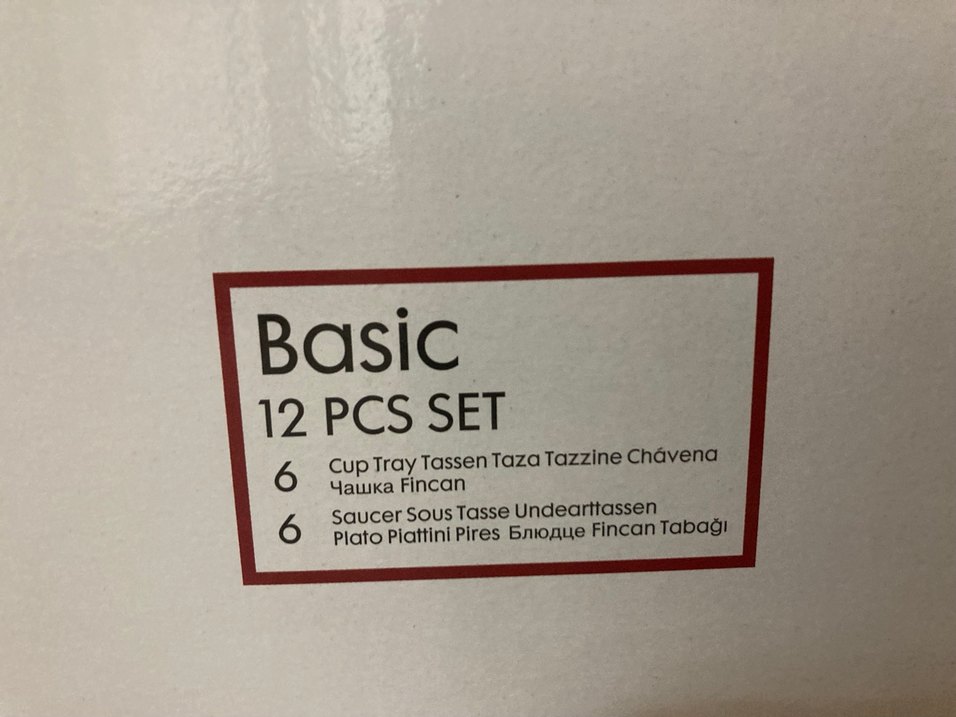 Basic
12 PCS SET
6 Cup Tray Tassen Taza Tazzine Chávena
Чашка Fincan
6 Saucer Sous Tasse Undearttassen
Plato Piattini Pires Блюдце Fincan Tabağı